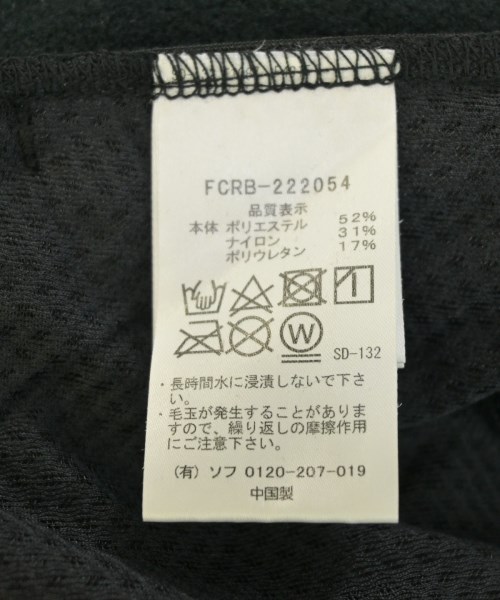 FCRB-222054
品質表示
本体 ポリエステル 52%
ナイロン 31%
ポリウレタン 17%
W
SD-132
・長時間水に浸漬しないで下さ
い。
・毛玉が発生することがありま
すので、繰り返しの摩擦作用
にご注意下さい。
(有) ソフ 0120-207-019
中国製